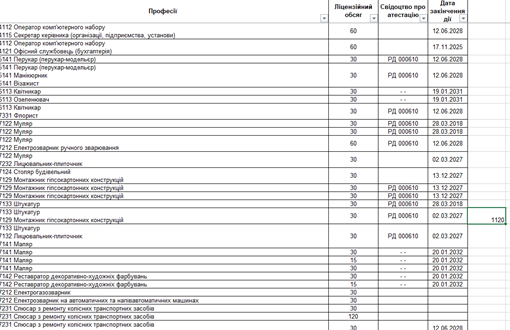 Професії Ліцензійний обсяг Свідоцтво про атестацію Дата закінчення дії
4112 Оператор комп'ютерного набору
4115 Секретар керівника (організації, підприємства, установи) 60 12.06.2028
4112 Оператор комп'ютерного набору
4121 Офісний службовець (бухгалтерія) 60 17.11.2025
5141 Перукар (перукар-модельєр) 30 РД 000610 12.06.2028
5141 Перукар (перукар-модельєр)
5141 Манікюрник
5141 Візажист 30 РД 000610 12.06.2028
6113 Квітникар 30 - - 19.01.2031
6113 Озеленювач 30 - - 19.01.2031
6113 Квітникар
7331 Флорист 30 РД 000610 12.06.2028
7122 Муляр 30 РД 000610 28.03.2018
7122 Муляр 30 РД 000610 28.03.2018
7122 Муляр
7212 Електрозварник ручного зварювання 60 РД 000610 12.06.2028
7122 Муляр
7232 Лицювальник-плиточник 30 02.03.2027
7124 Столяр будівельний
7129 Монтажник гіпсокартонних конструкцій 30 13.12.2027
7129 Монтажник гіпсокартонних конструкцій 30 РД 000610 13.12.2027
7129 Монтажник гіпсокартонних конструкцій 30 РД 000610 13.12.2027
7133 Штукатур 30 РД 000610 28.03.2018
7133 Штукатур
7129 Монтажник гіпсокартонних конструкцій 30 РД 000610 02.03.2027 1120
7133 Штукатур
7132 Лицювальник-плиточник
7141 Маляр 30 РД 000610 02.03.2027
7141 Маляр 30 - - 20.01.2032
7141 Маляр 15 - - 20.01.2032
7141 Маляр 30 - - 20.01.2032
7142 Реставратор декоративно-художніх фарбувань 30 - - 20.01.2032
7142 Реставратор декоративно-художніх фарбувань 15 - - 20.01.2032
7212 Електрогазозварник 30
7212 Електрозварник на автоматичних та напівавтоматичних машинах 30
7231 Слюсар з ремонту колісних транспортних засобів 30
7231 Слюсар з ремонту колісних транспортних засобів 120
7231 Слюсар з ремонту колісних транспортних засобів 30 12.06.2028